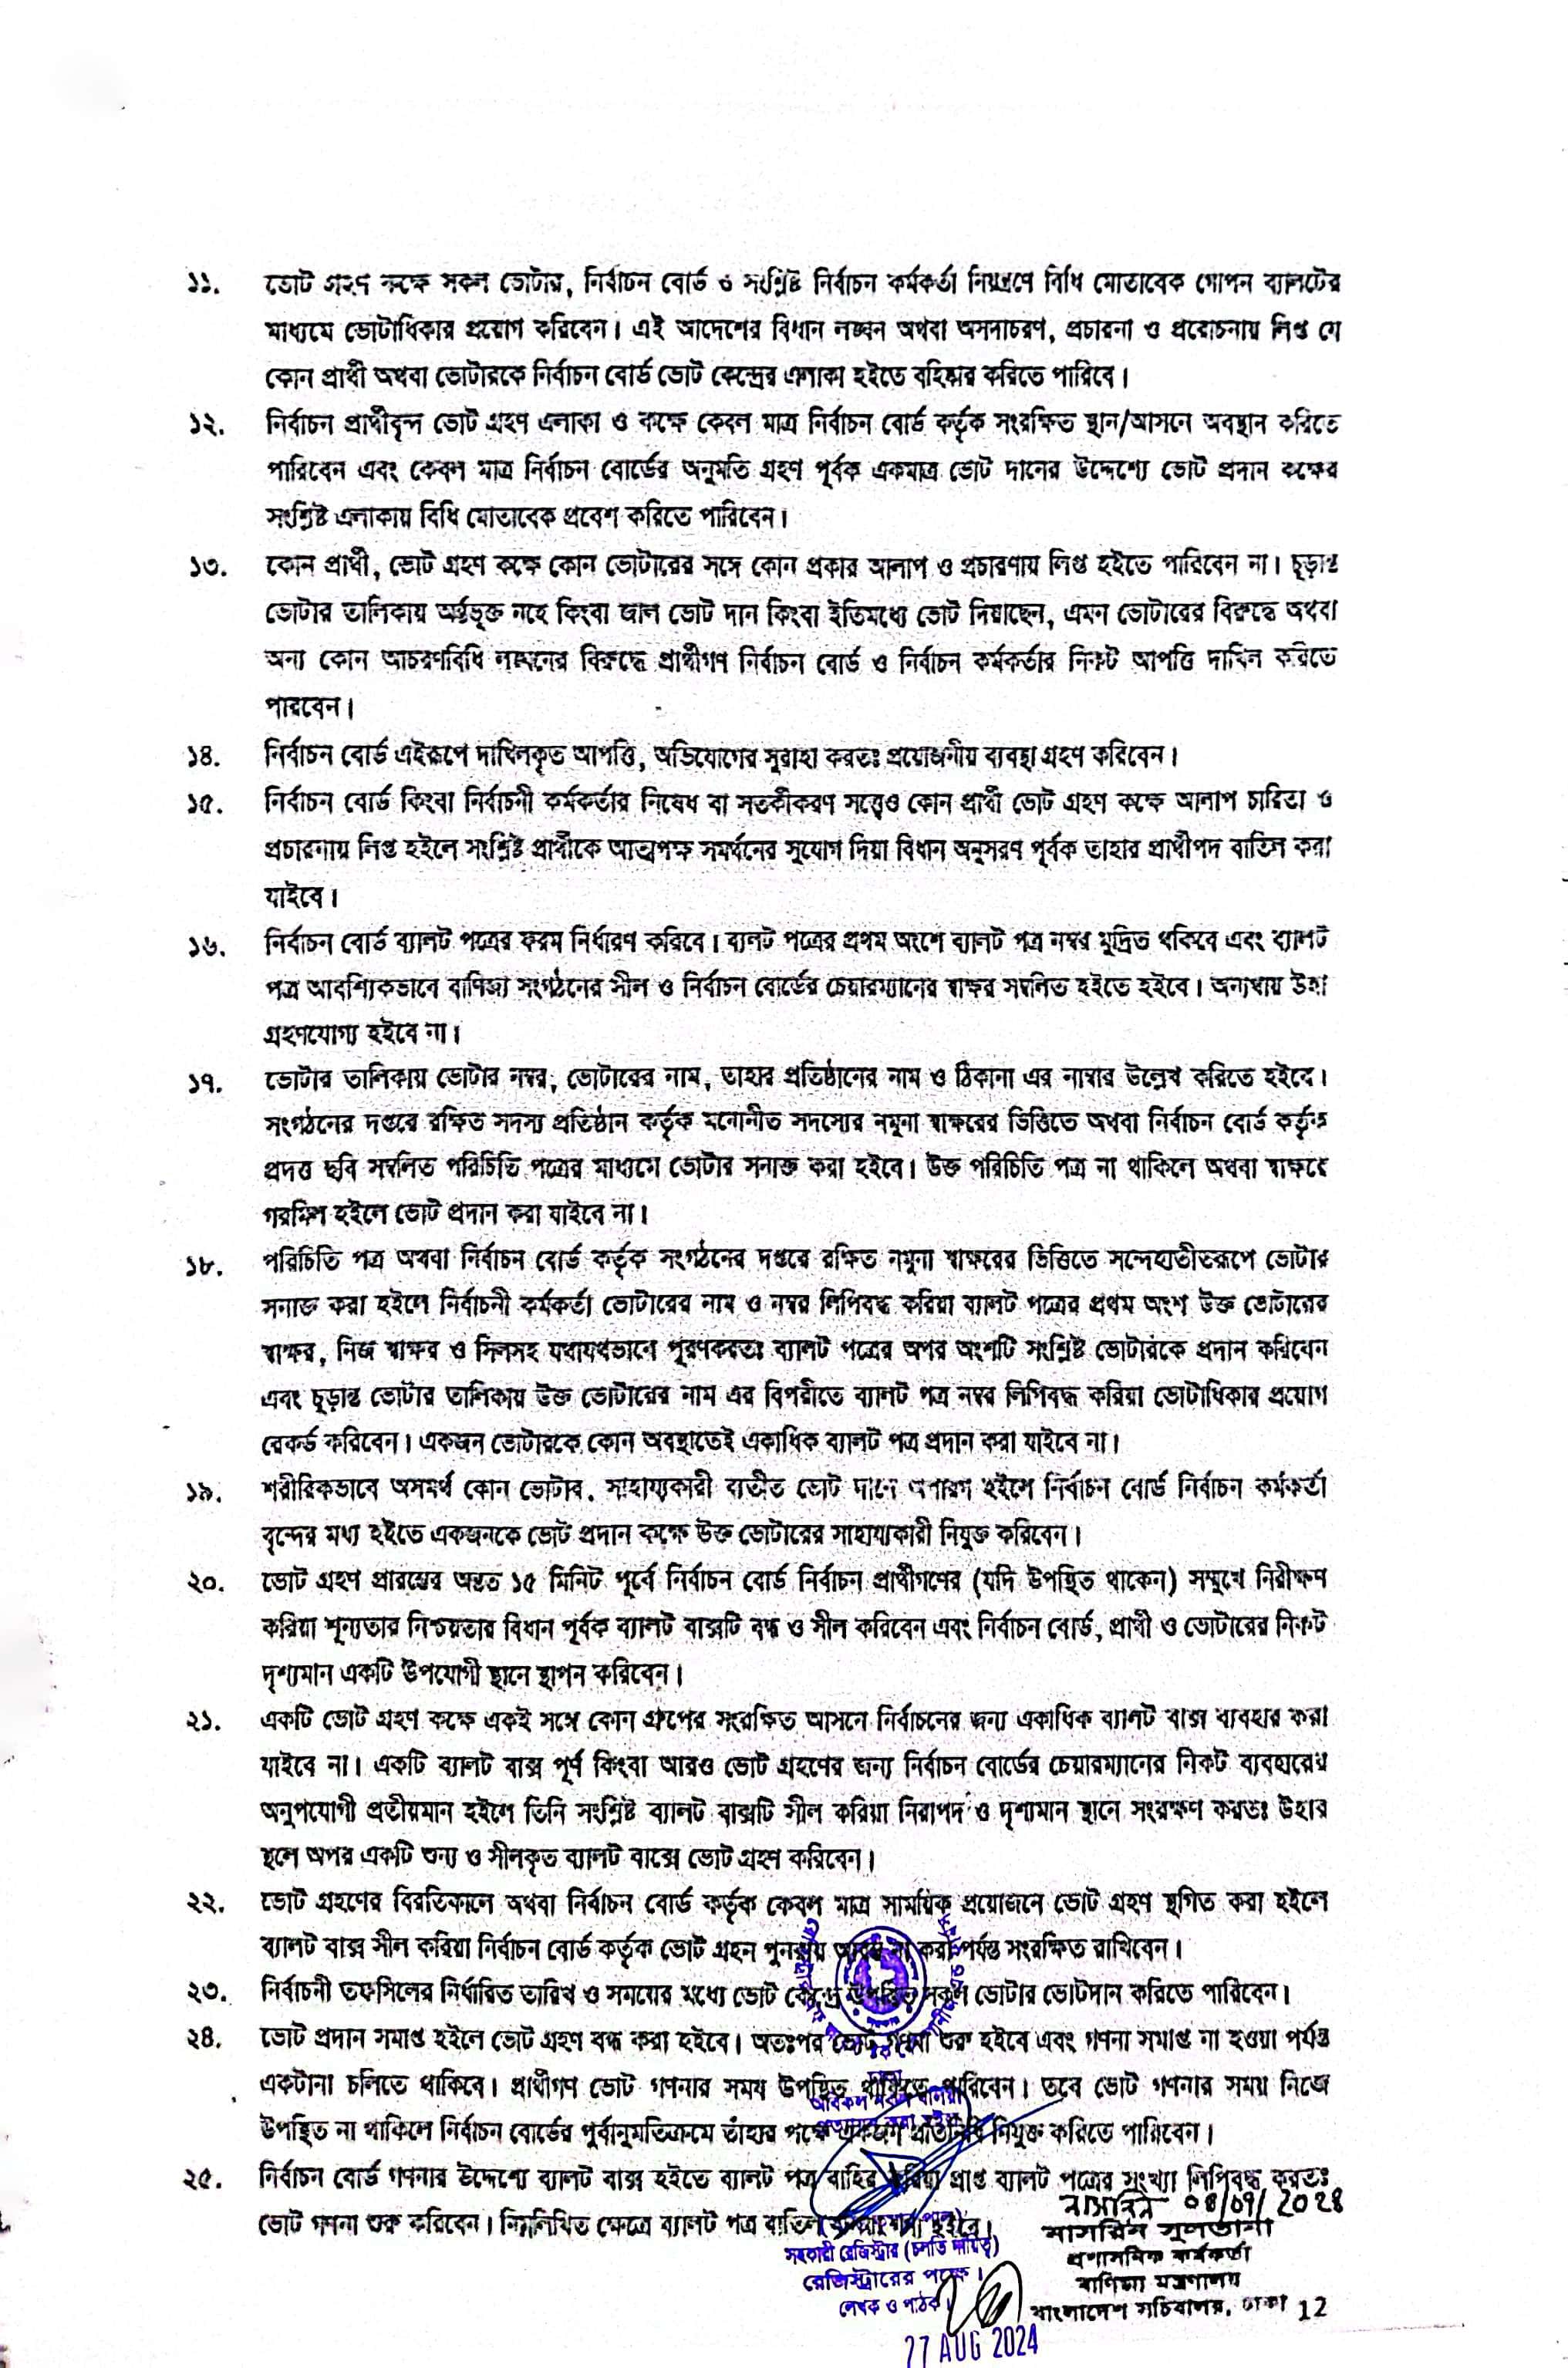 ১১. ভোট গ্রহণ কক্ষে সকল ভোটার, নির্বাচন বোর্ড ও সংশ্লিষ্ট নির্বাচন কর্মকর্তা নিয়ন্ত্রণে বিধি মোতাবেক গোপন ব্যালটের
মাধ্যমে ভোটাধিকার প্রয়োগ করিবেন। এই আদেশের বিধান লঙ্ঘন অথবা অসদাচরণ, প্রচারনা ও প্ররোচনায় লিপ্ত যে
কোন প্রার্থী অথবা ভোটারকে নির্বাচন বোর্ড ভোট কেন্দ্রের এলাকা হইতে বহিষ্কার করিতে পারিবে।
১২. নির্বাচন প্রার্থীবৃন্দ ভোট গ্রহণ এলাকা ও কক্ষে কেবল মাত্র নির্বাচন বোর্ড কর্তৃক সংরক্ষিত স্থান/আসনে অবস্থান করিতে
পারিবেন এবং কেবল মাত্র নির্বাচন বোর্ডের অনুমতি গ্রহণ পূর্বক একমাত্র ভোট দানের উদ্দেশ্যে ভোট প্রদান কক্ষের
সংশ্লিষ্ট এলাকায় বিধি মোতাবেক প্রবেশ করিতে পারিবেন।
১৩. কোন প্রার্থী, ভোট গ্রহণ কক্ষে কোন ভোটারের সঙ্গে কোন প্রকার আলাপ ও প্রচারণায় লিপ্ত হইতে পারিবেন না। চূড়ান্ত
ভোটার তালিকায় অর্ন্তভূক্ত নহে কিংবা জাল ভোট দান কিংবা ইতিমধ্যে ভোট দিয়াছেন, এমন ভোটারের বিরুদ্ধে অথবা
অন্য কোন আচরণবিধি লঙ্ঘনের বিরুদ্ধে প্রার্থীগণ নির্বাচন বোর্ড ও নির্বাচন কর্মকর্তার নিকট আপত্তি দাখিল করিতে
পারবেন।
১৪. নির্বাচন বোর্ড এইরূপে দাখিলকৃত আপত্তি, অভিযোগের সুরাহা করতঃ প্রয়োজনীয় ব্যবস্থা গ্রহণ করিবেন।
১৫. নির্বাচন বোর্ড কিংবা নির্বাচনী কর্মকর্তার নিষেধ বা সতর্কীকরণ সত্ত্বেও কোন প্রার্থী ভোট গ্রহণ কক্ষে আলাপ চারিতা ও
প্রচারনায় লিপ্ত হইলে সংশ্লিষ্ট প্রার্থীকে আত্মপক্ষ সমর্থনের সুযোগ দিয়া বিধান অনুসরণ পূর্বক তাহার প্রার্থীপদ বাতিল করা
যাইবে।
১৬. নির্বাচন বোর্ড ব্যালট পত্রের ফরম নির্ধারণ করিবে। ব্যলট পত্রের প্রথম অংশে ব্যালট পত্র নম্বর মুদ্রিত থকিবে এবং ব্যালট
পত্র আবশ্যিকভাবে বাণিজ্য সংগঠনের সীল ও নির্বাচন বোর্ডের চেয়ারম্যানের স্বাক্ষর সম্বলিত হইতে হইবে। অন্যথায় উহা
গ্রহণযোগ্য হইবে না।
১৭. ভোটার তালিকায় ভোটার নম্বর, ভোটারের নাম, তাহার প্রতিষ্ঠানের নাম ও ঠিকানা এর নাম্বার উল্লেখ করিতে হইবে।
সংগঠনের দপ্তরে রক্ষিত সদস্য প্রতিষ্ঠান কর্তৃক মনোনীত সদস্যের নমুনা স্বাক্ষরের ভিত্তিতে অথবা নির্বাচন বোর্ড কর্তৃক
প্রদত্ত ছবি সম্বলিত পরিচিতি পত্রের মাধ্যমে ভোটার সনাক্ত করা হইবে। উক্ত পরিচিতি পত্র না থাকিলে অথবা স্বাক্ষরে
গরমিল হইলে ভোট প্রদান করা যাইবে না।
১৮. পরিচিতি পত্র অথবা নির্বাচন বোর্ড কর্তৃক সংগঠনের দপ্তরে রক্ষিত নমুনা স্বাক্ষরের ভিত্তিতে সন্দেহাতীতরূপে ভোটার
সনাক্ত করা হইলে নির্বাচনী কর্মকর্তা ভোটারের নাম ও নম্বর লিপিবদ্ধ করিয়া ব্যালট পত্রের প্রথম অংশ উক্ত ভোটারের
স্বাক্ষর, নিজ স্বাক্ষর ও সিলসহ যথাযথভাবে পূরণকরতঃ ব্যালট পত্রের অপর অংশটি সংশ্লিষ্ট ভোটারকে প্রদান করিবেন
এবং চূড়ান্ত ভোটার তালিকায় উক্ত ভোটারের নাম এর বিপরীতে ব্যালট পত্র নম্বর লিপিবদ্ধ করিয়া ভোটাধিকার প্রয়োগ
রেকর্ড করিবেন। একজন ভোটারকে কোন অবস্থাতেই একাধিক ব্যালট পত্র প্রদান করা যাইবে না।
১৯. শরীরিকভাবে অসমর্থ কোন ভোটার, সাহায্যকারী ব্যতীত ভোট দানে অপারগ হইলে নির্বাচন বোর্ড নির্বাচন কর্মকর্তা
বৃন্দের মধ্য হইতে একজনকে ভোট প্রদান কক্ষে উক্ত ভোটারের সাহায্যকারী নিযুক্ত করিবেন।
২০. ভোট গ্রহণ প্রারম্ভের অন্তত ১৫ মিনিট পূর্বে নির্বাচন বোর্ড নির্বাচন প্রার্থীগণের (যদি উপস্থিত থাকেন) সম্মুখে নিরীক্ষণ
করিয়া শূন্যতার নিশ্চয়তার বিধান পূর্বক ব্যালট বাক্সটি বন্ধ ও সীল করিবেন এবং নির্বাচন বোর্ড, প্রার্থী ও ভোটারের নিকট
দৃশ্যমান একটি উপযোগী স্থানে স্থাপন করিবেন।
২১. একটি ভোট গ্রহণ কক্ষে একই সঙ্গে কোন গ্রুপের সংরক্ষিত আসনে নির্বাচনের জন্য একাধিক ব্যালট বাক্স ব্যবহার করা
যাইবে না। একটি ব্যালট বাক্স পূর্ণ কিংবা আরও ভোট গ্রহণের জন্য নির্বাচন বোর্ডের চেয়ারম্যানের নিকট ব্যবহারের
অনুপযোগী প্রতীয়মান হইলে তিনি সংশ্লিষ্ট ব্যালট বাক্সটি সীল করিয়া নিরাপদ ও দৃশ্যমান স্থানে সংরক্ষণ করতঃ উহার
স্থলে অপর একটি শুন্য ও সীলকৃত ব্যালট বাক্সে ভোট গ্রহণ করিবেন।
২২. ভোট গ্রহণের বিরতিকালে অথবা নির্বাচন বোর্ড কর্তৃক কেবল মাত্র সাময়িক প্রয়োজনে ভোট গ্রহণ স্থগিত করা হইলে
ব্যালট বাক্স সীল করিয়া নির্বাচন বোর্ড কর্তৃক ভোট গ্রহন পুনরায় আরম্ভ না করা পর্যন্ত সংরক্ষিত রাখিবেন।
২৩. নির্বাচনী তফসিলের নির্ধারিত তারিখ ও সময়ের মধ্যে ভোট কেন্দ্রে উপস্থিত সকল ভোটার ভোটদান করিতে পারিবেন।
২৪. ভোট প্রদান সমাপ্ত হইলে ভোট গ্রহণ বন্ধ করা হইবে। অতঃপর ভোট গণনা শুরু হইবে এবং গণনা সমাপ্ত না হওয়া পর্যন্ত
একটানা চলিতে থাকিবে। প্রার্থীগণ ভোট গণনার সময় উপস্থিত থাকিতে পারিবেন। তবে ভোট গণনার সময় নিজে
উপস্থিত না থাকিলে নির্বাচন বোর্ডের পূর্বানুমতিক্রমে তাঁহার পক্ষে একজন প্রতিনিধি নিযুক্ত করিতে পারিবেন।
২৫. নির্বাচন বোর্ড গণনার উদ্দেশ্যে ব্যালট বাক্স হইতে ব্যালট পত্র বাহির করিয়া প্রাপ্ত ব্যালট পত্রের সংখ্যা লিপিবদ্ধ করতঃ
ভোট গণনা শুরু করিবেন। নিম্নলিখিত ক্ষেত্রে ব্যালট পত্র বাতিল হইবে।
সহকারী রেজিস্ট্রার (চলতি দায়িত্ব)
রেজিস্ট্রারের পক্ষে।
লেখক ও পাঠক।
27 AUG 2024
নাসরিন সুলতানা
প্রশাসনিক কর্মকর্তা
বাণিজ্য মন্ত্রণালয়
বাংলাদেশ সচিবালয়, ঢাকা
12